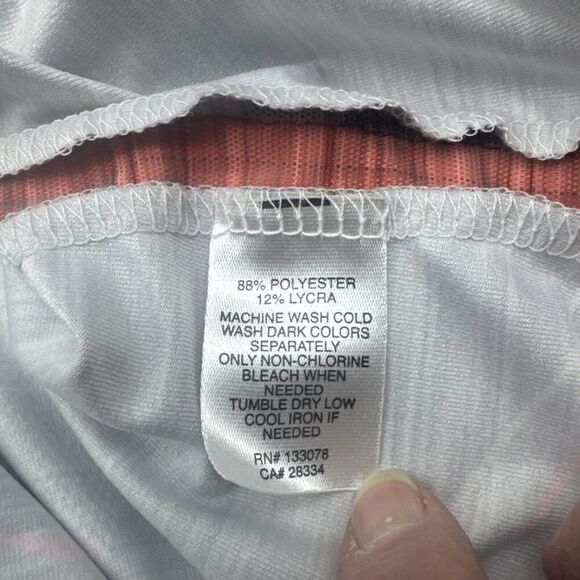 88% POLYESTER
12% LYCRA
MACHINE WASH COLD
WASH DARK COLORS
SEPARATELY
ONLY NON-CHLORINE
BLEACH WHEN
NEEDED
TUMBLE DRY LOW
COOL IRON IF
NEEDED
RN# 133078
CA# 28334